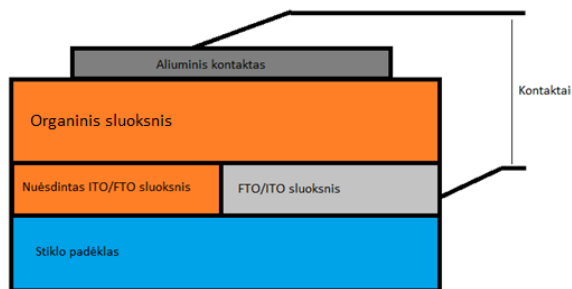 Aliuminis kontaktas
Kontaktai
Organinis sluoksnis
Nuėsdintas ITO/FTO sluoksnis
FTO/ITO sluoksnis
Stiklo padėklas